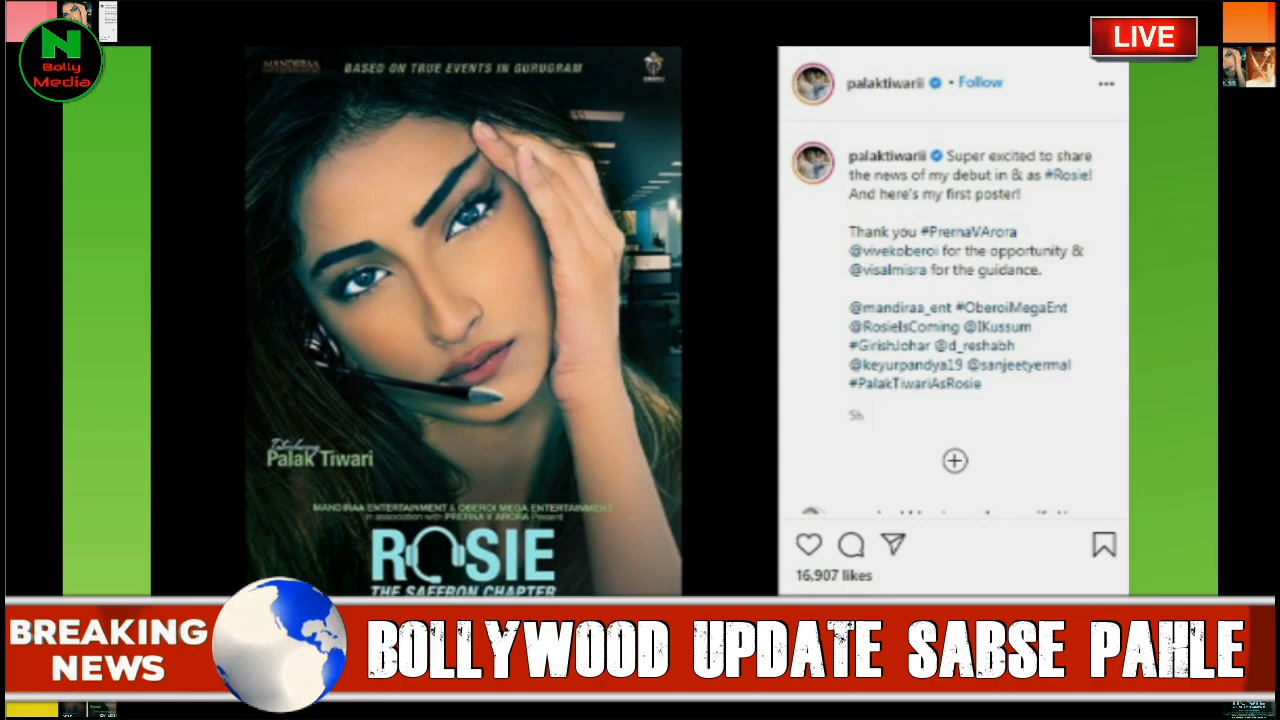 N
Bolly
Media
LIVE
MANDIRAA
BASED ON TRUE EVENTS IN GURUGRAM
Introducing
Palak Tiwari
MANDIRAA ENTERTAINMENT & OBEROI MEGA ENTERTAINMENT
in association with PRERNA V ARORA Present
ROSIE
THE SAFFRON CHAPTER
palaktiwarii • Follow
palaktiwarii Super excited to share
the news of my debut in & as #Rosie!
And here's my first poster!
Thank you #PrernaVArora
@vivekoberoi for the opportunity &
@visalmisra for the guidance.
@mandiraa_ent #OberoiMegaEnt
@RosieIsComing @IKussum
#GirishJohar @d_reshabh
@keyurpandya19 @sanjeetyermal
#PalakTiwariAsRosie
5h
16,907 likes
BREAKING
NEWS
BOLLYWOOD UPDATE SABSE PAHLE